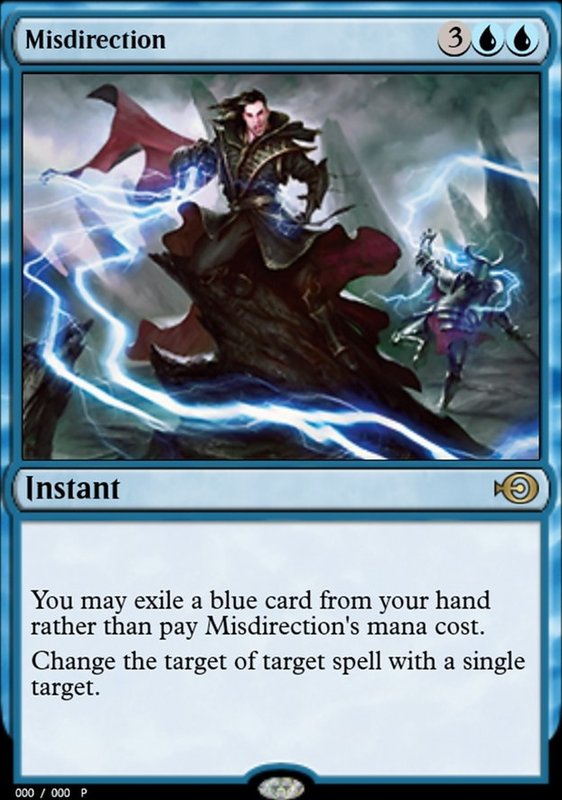 Misdirection 3
Instant
You may exile a blue card from your hand
rather than pay Misdirection's mana cost.
Change the target of target spell with a single
target.
000 / 000 P